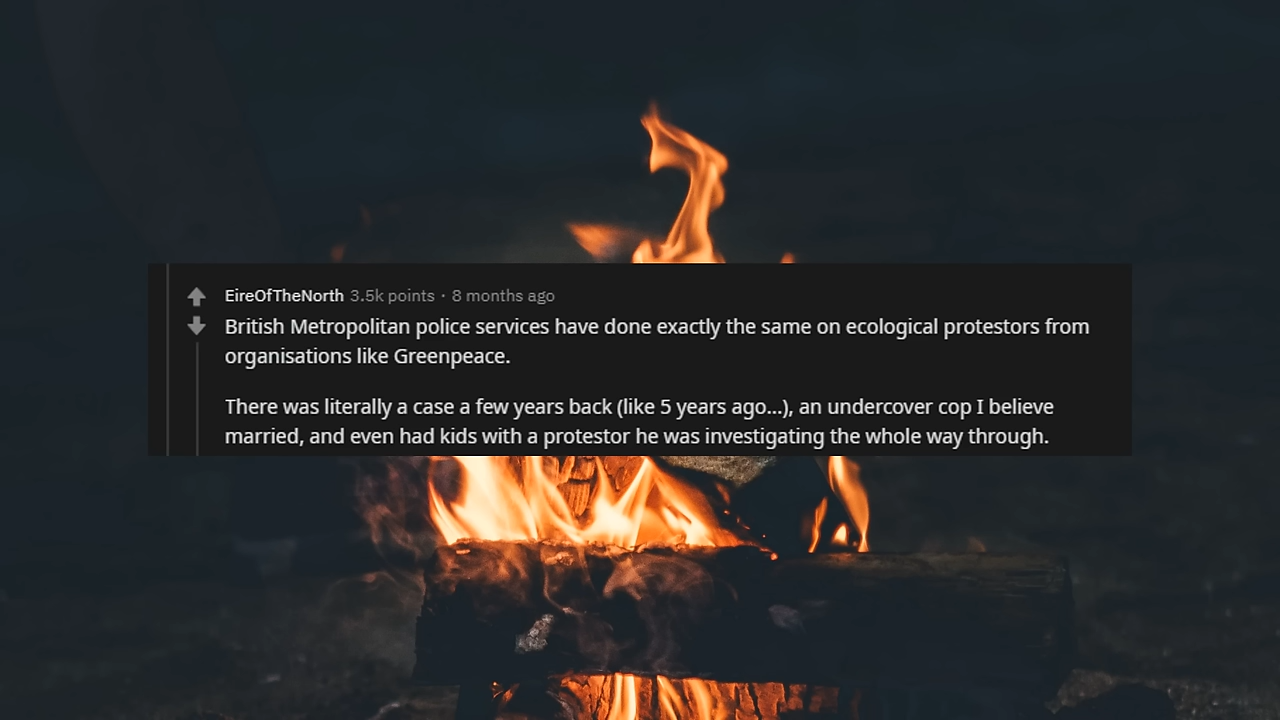 EireOfTheNorth 3.5k points · 8 months ago
British Metropolitan police services have done exactly the same on ecological protestors from
organisations like Greenpeace.
There was literally a case a few years back (like 5 years ago...), an undercover cop I believe
married, and even had kids with a protestor he was investigating the whole way through.